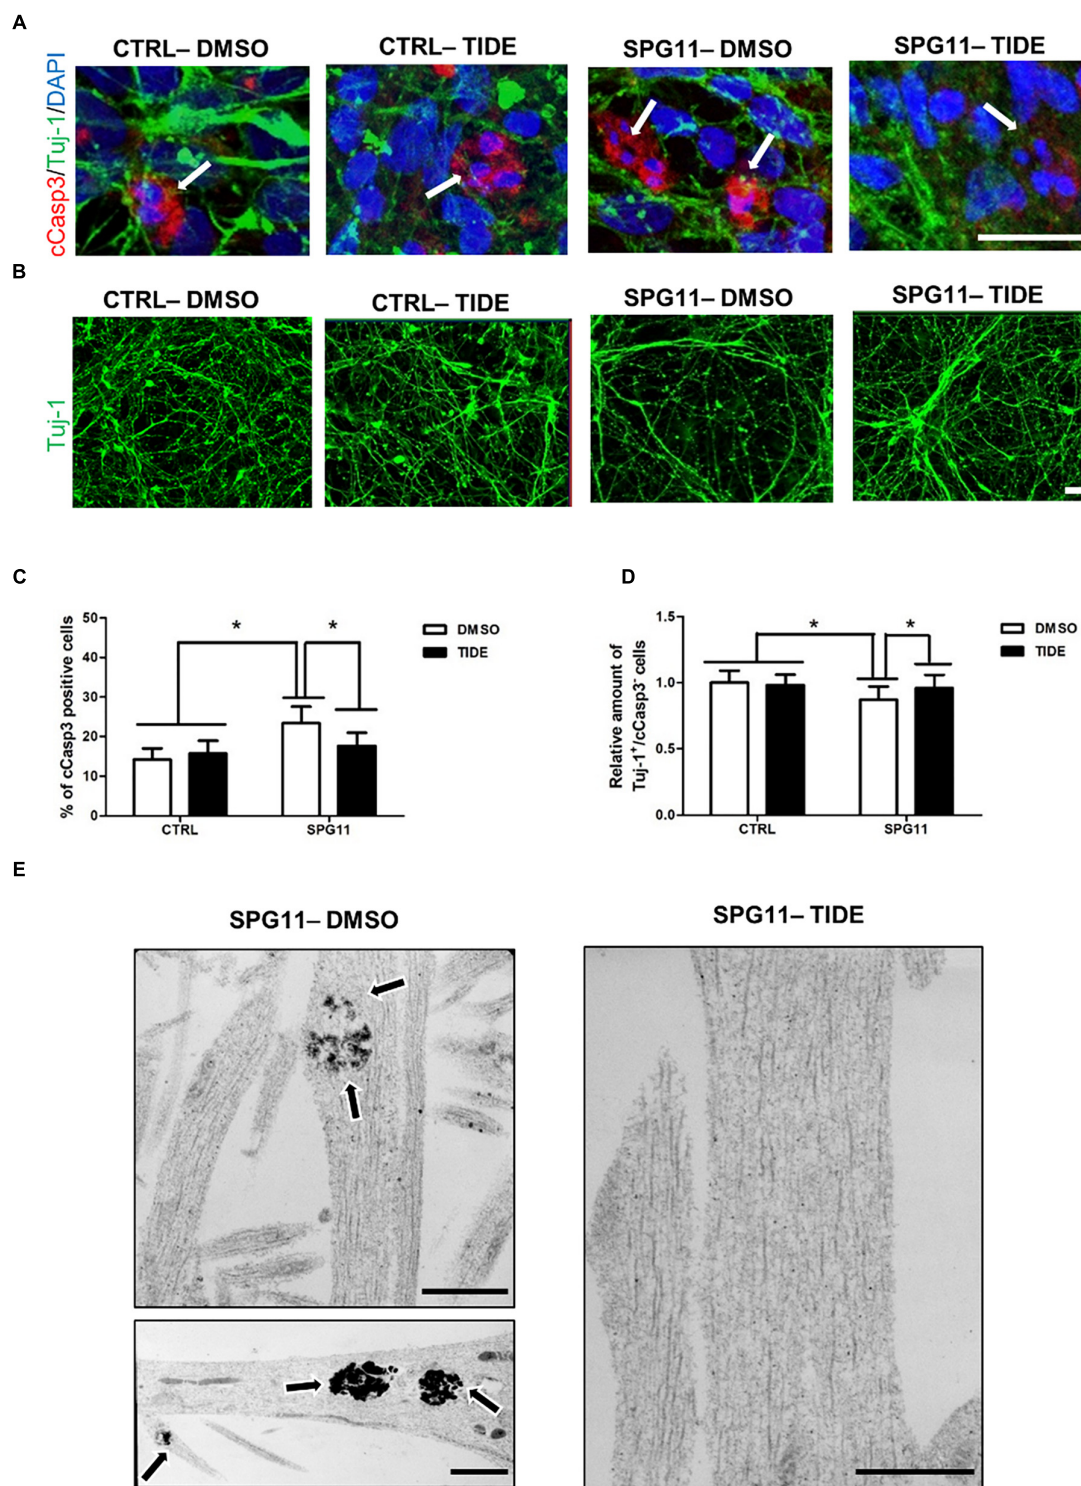 A
CTRL– DMSO
CTRL– TIDE
SPG11– DMSO
SPG11– TIDE
cCasp3/Tuj-1/DAPI
B
CTRL– DMSO
CTRL– TIDE
SPG11– DMSO
SPG11– TIDE
Tuj-1
C
% of cCasp3 positive cells
50
40
30
20
10
0
*
*
CTRL
SPG11
DMSO
TIDE
D
Relative amount of
Tuj-1⁺/cCasp3⁻ cells
1.5
1.0
0.5
0.0
*
*
CTRL
SPG11
DMSO
TIDE
E
SPG11– DMSO
SPG11– TIDE